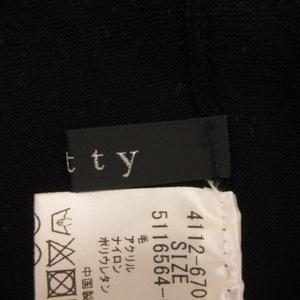 tty
4112-670
SIZE
5116564-
毛
アクリル
ナイロン
ポリウレタン
中国製